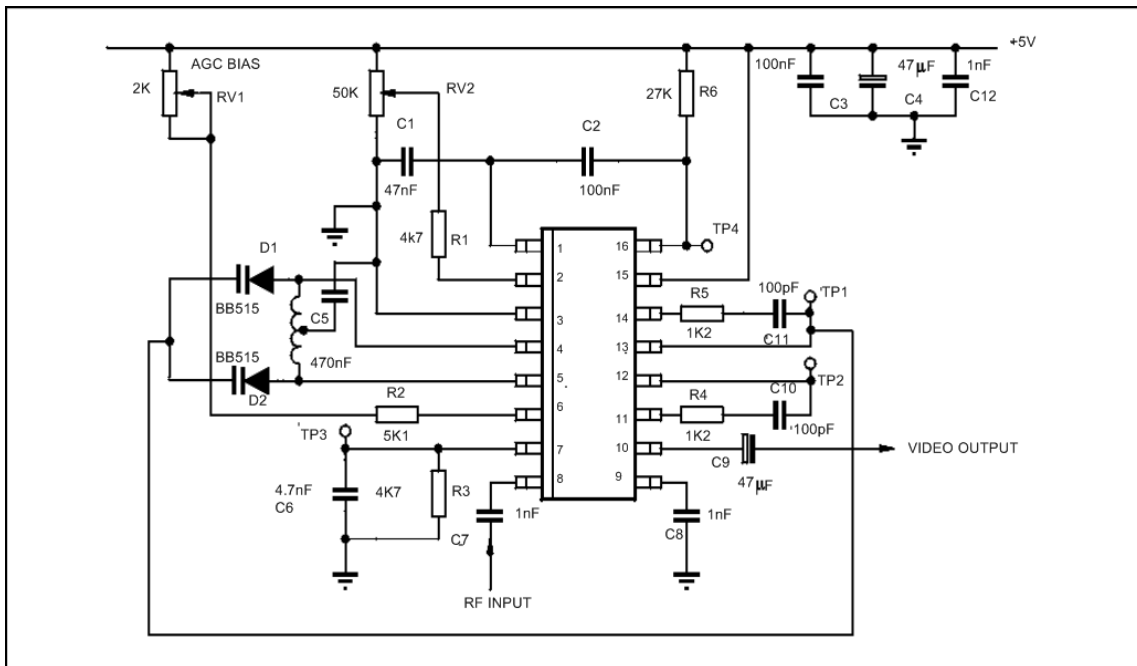 +5V
AGC BIAS
100nF
47µF
1nF
2K
RV1
50K
RV2
27K
R6
C3
C4
C12
C1
C2
47nF
100nF
TP4
4k7
R1
1
16
D1
2
15
BB515
C5
R5
100pF
'TP1
3
14
1K2
C11
BB515
470nF
4
13
D2
5
12
TP2
R2
R4
C10
6
11
5K1
1K2
'100pF
'TP3
7
10
C9
VIDEO OUTPUT
4.7nF
4K7
R3
8
9
47µF
C6
1nF
1nF
C7
C8
RF INPUT